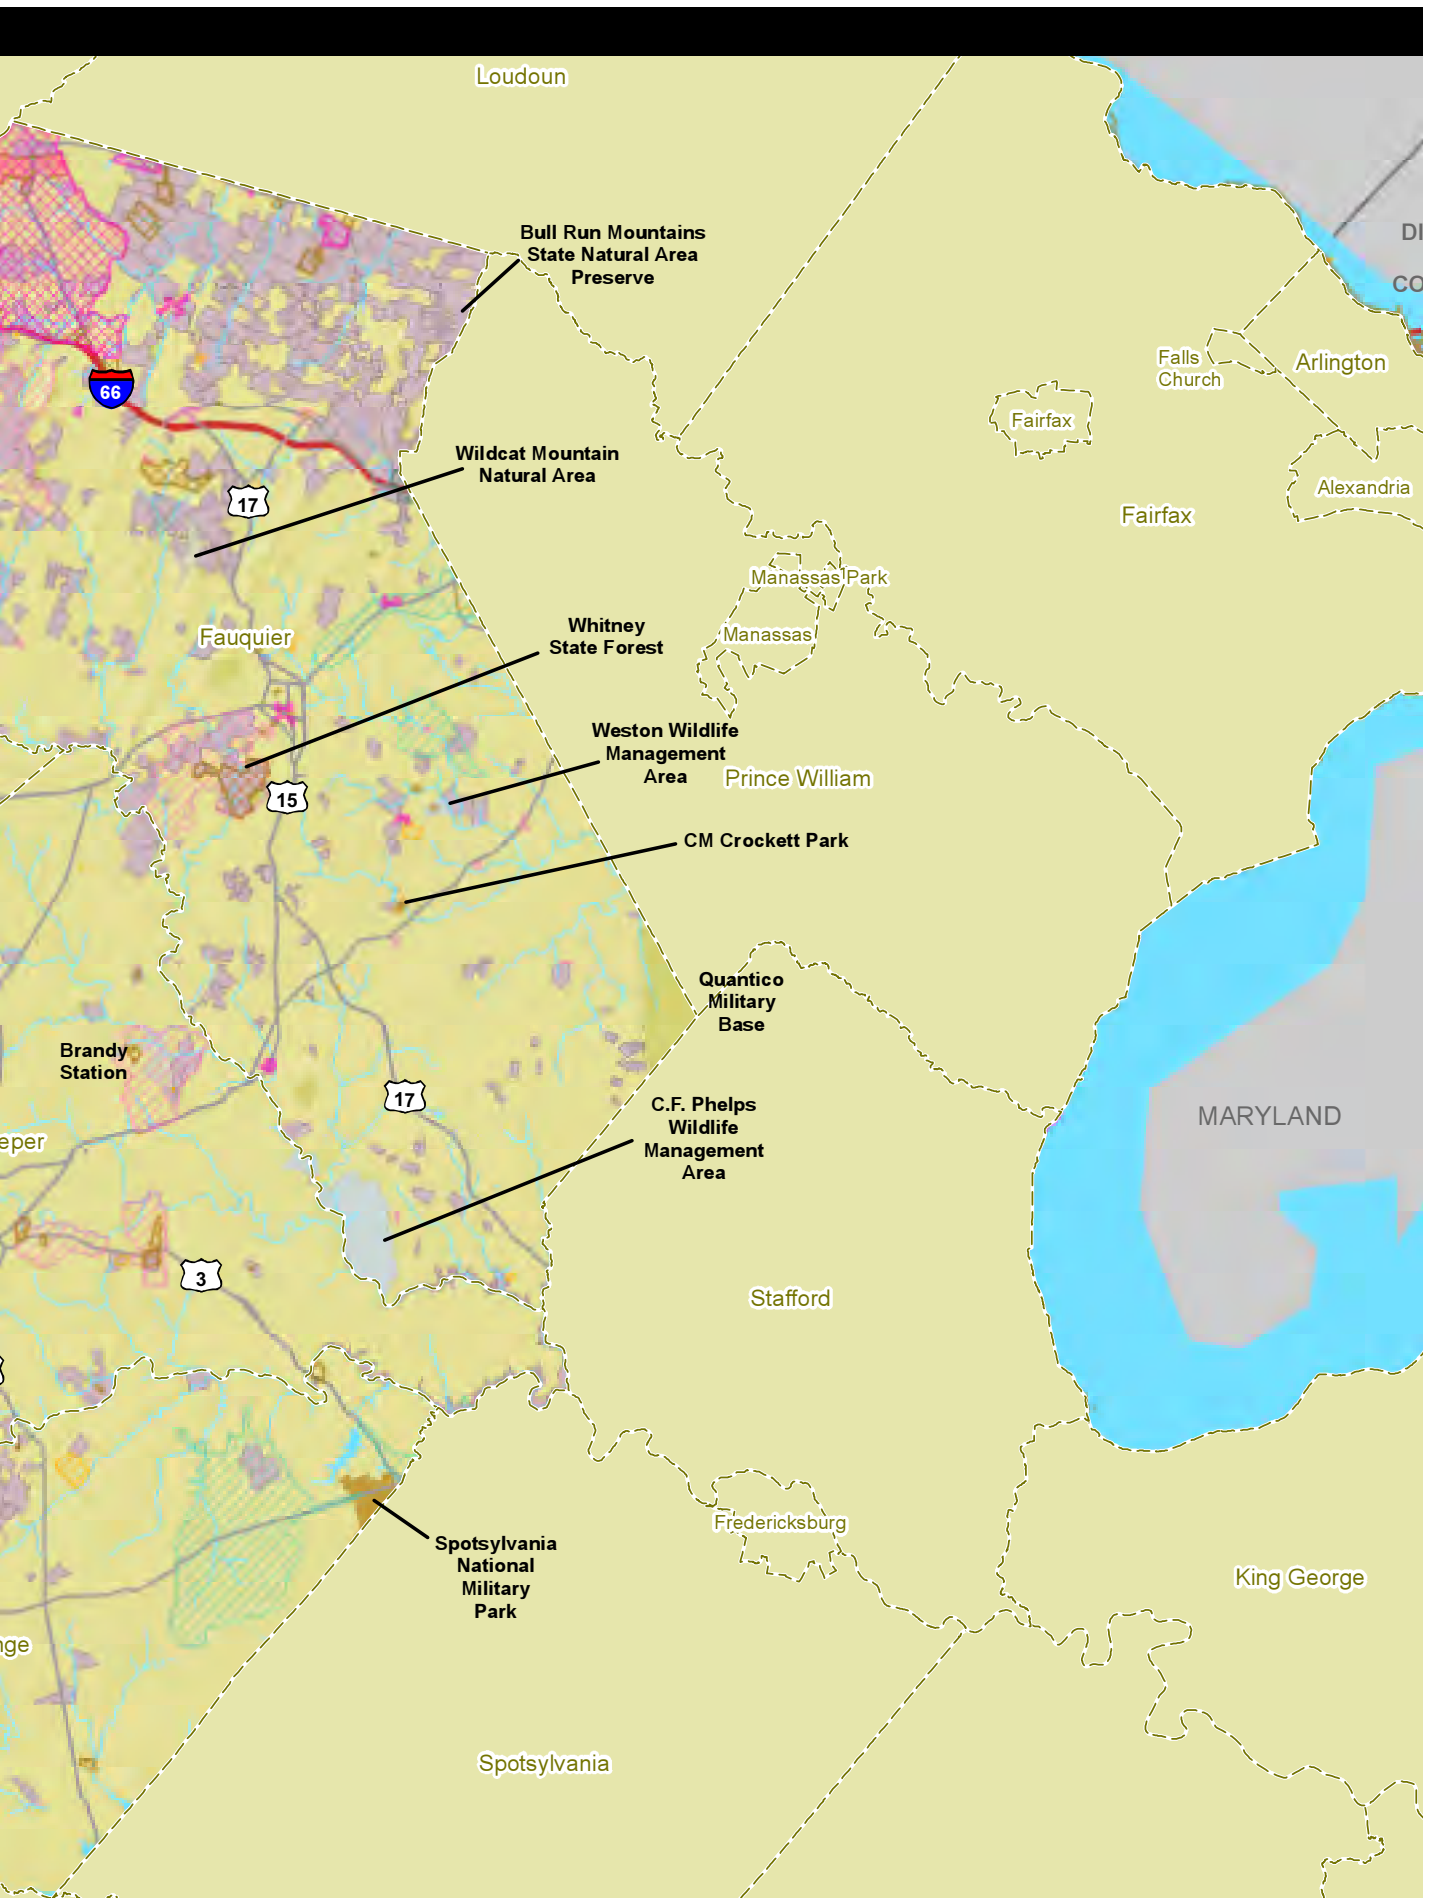 Loudoun
Bull Run Mountains
State Natural Area
Preserve
DI
CO
Falls
Church
Arlington
66
Fairfax
Wildcat Mountain
Natural Area
Alexandria
17
Fairfax
Manassas Park
Whitney
State Forest
Fauquier
Manassas
Weston Wildlife
Management
Area
Prince William
15
CM Crockett Park
Quantico
Military
Base
Brandy
Station
17
C.F. Phelps
Wildlife
Management
Area
MARYLAND
eper
3
Stafford
Fredericksburg
Spotsylvania
National
Military
Park
King George
nge
Spotsylvania